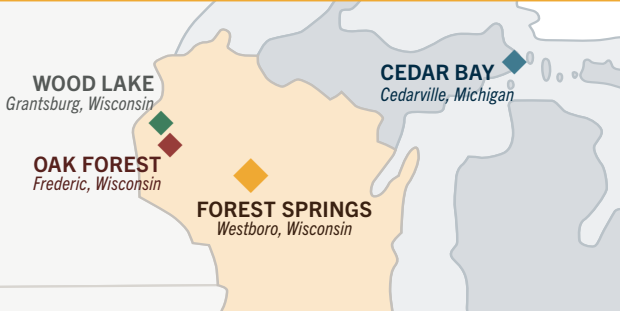 WOOD LAKE
Grantsburg, Wisconsin
CEDAR BAY
Cedarville, Michigan
OAK FOREST
Frederic, Wisconsin
FOREST SPRINGS
Westboro, Wisconsin